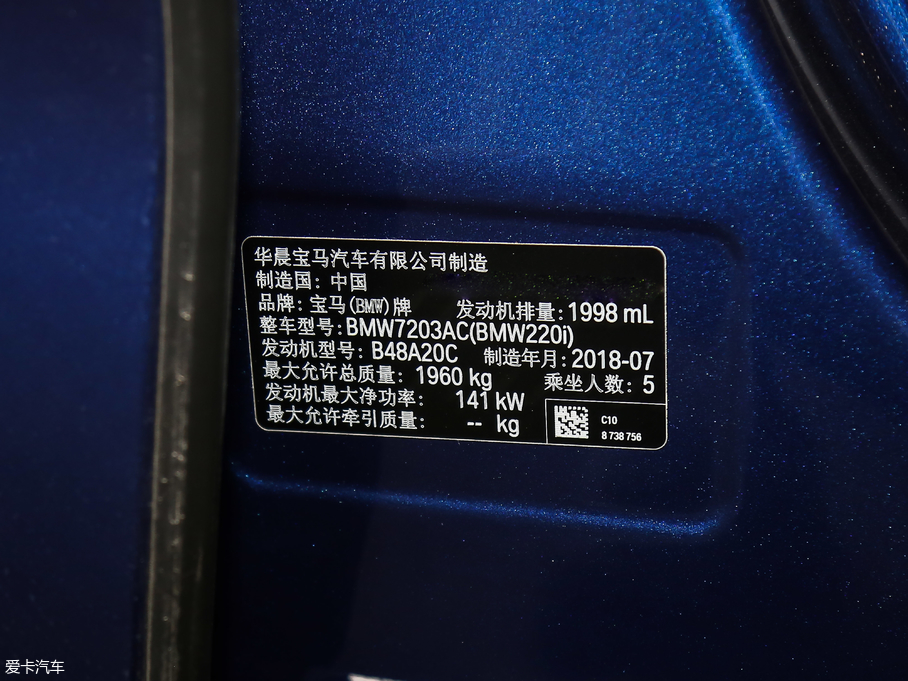 华晨宝马汽车有限公司制造
制造国：中国
品牌：宝马(BMW)牌 发动机排量：1998 mL
整车型号：BMW7203AC(BMW220i)
发动机型号：B48A20C 制造年月：2018-07
最大允许总质量：1960 kg 乘坐人数：5
发动机最大净功率：141 kW
最大允许牵引质量：-- kg
C10
8 738 756
爱卡汽车